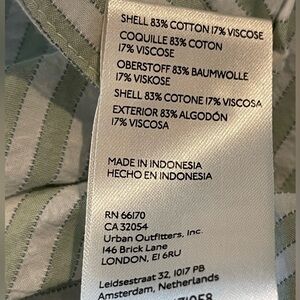 SHELL 83% COTTON 17% VISCOSE
COQUILLE 83% COTON
17% VISCOSE
OBERSTOFF 83% BAUMWOLLE
17% VISKOSE
SHELL 83% COTONE 17% VISCOSA
EXTERIOR 83% ALGODÓN
17% VISCOSA
MADE IN INDONESIA
HECHO EN INDONESIA
RN 66170
CA 32054
Urban Outfitters, Inc.
146 Brick Lane
LONDON, E1 6RU
Leidsestraat 32, 1017 PB
Amsterdam, Netherlands